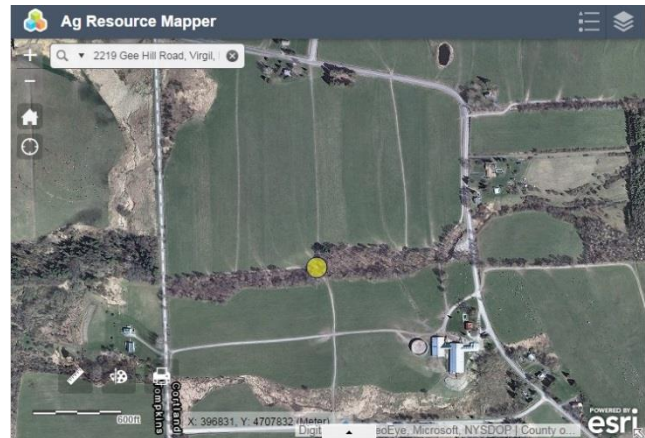 Ag Resource Mapper
2219 Gee Hill Road, Virgil,
Cortland
Tompkins
600ft
X: 396831, Y: 4707832 (Meter)
Digit
eoEye, Microsoft, NYSDOP | County o...
POWERED BY
esri